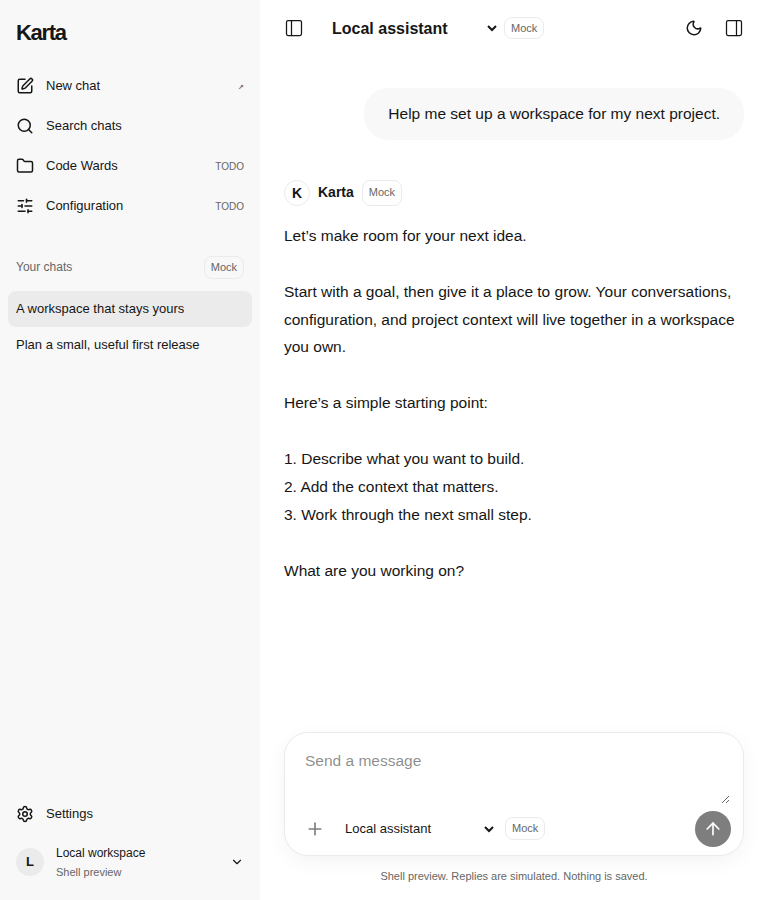 Karta
New chat
Search chats
Code Wards TODO
Configuration TODO
Your chats Mock
A workspace that stays yours
Plan a small, useful first release
Settings
L
Local workspace
Shell preview
Local assistant Mock
Help me set up a workspace for my next project.
K Karta Mock
Let’s make room for your next idea.
Start with a goal, then give it a place to grow. Your conversations,
configuration, and project context will live together in a workspace
you own.
Here’s a simple starting point:
1. Describe what you want to build.
2. Add the context that matters.
3. Work through the next small step.
What are you working on?
Send a message
Local assistant Mock
Shell preview. Replies are simulated. Nothing is saved.